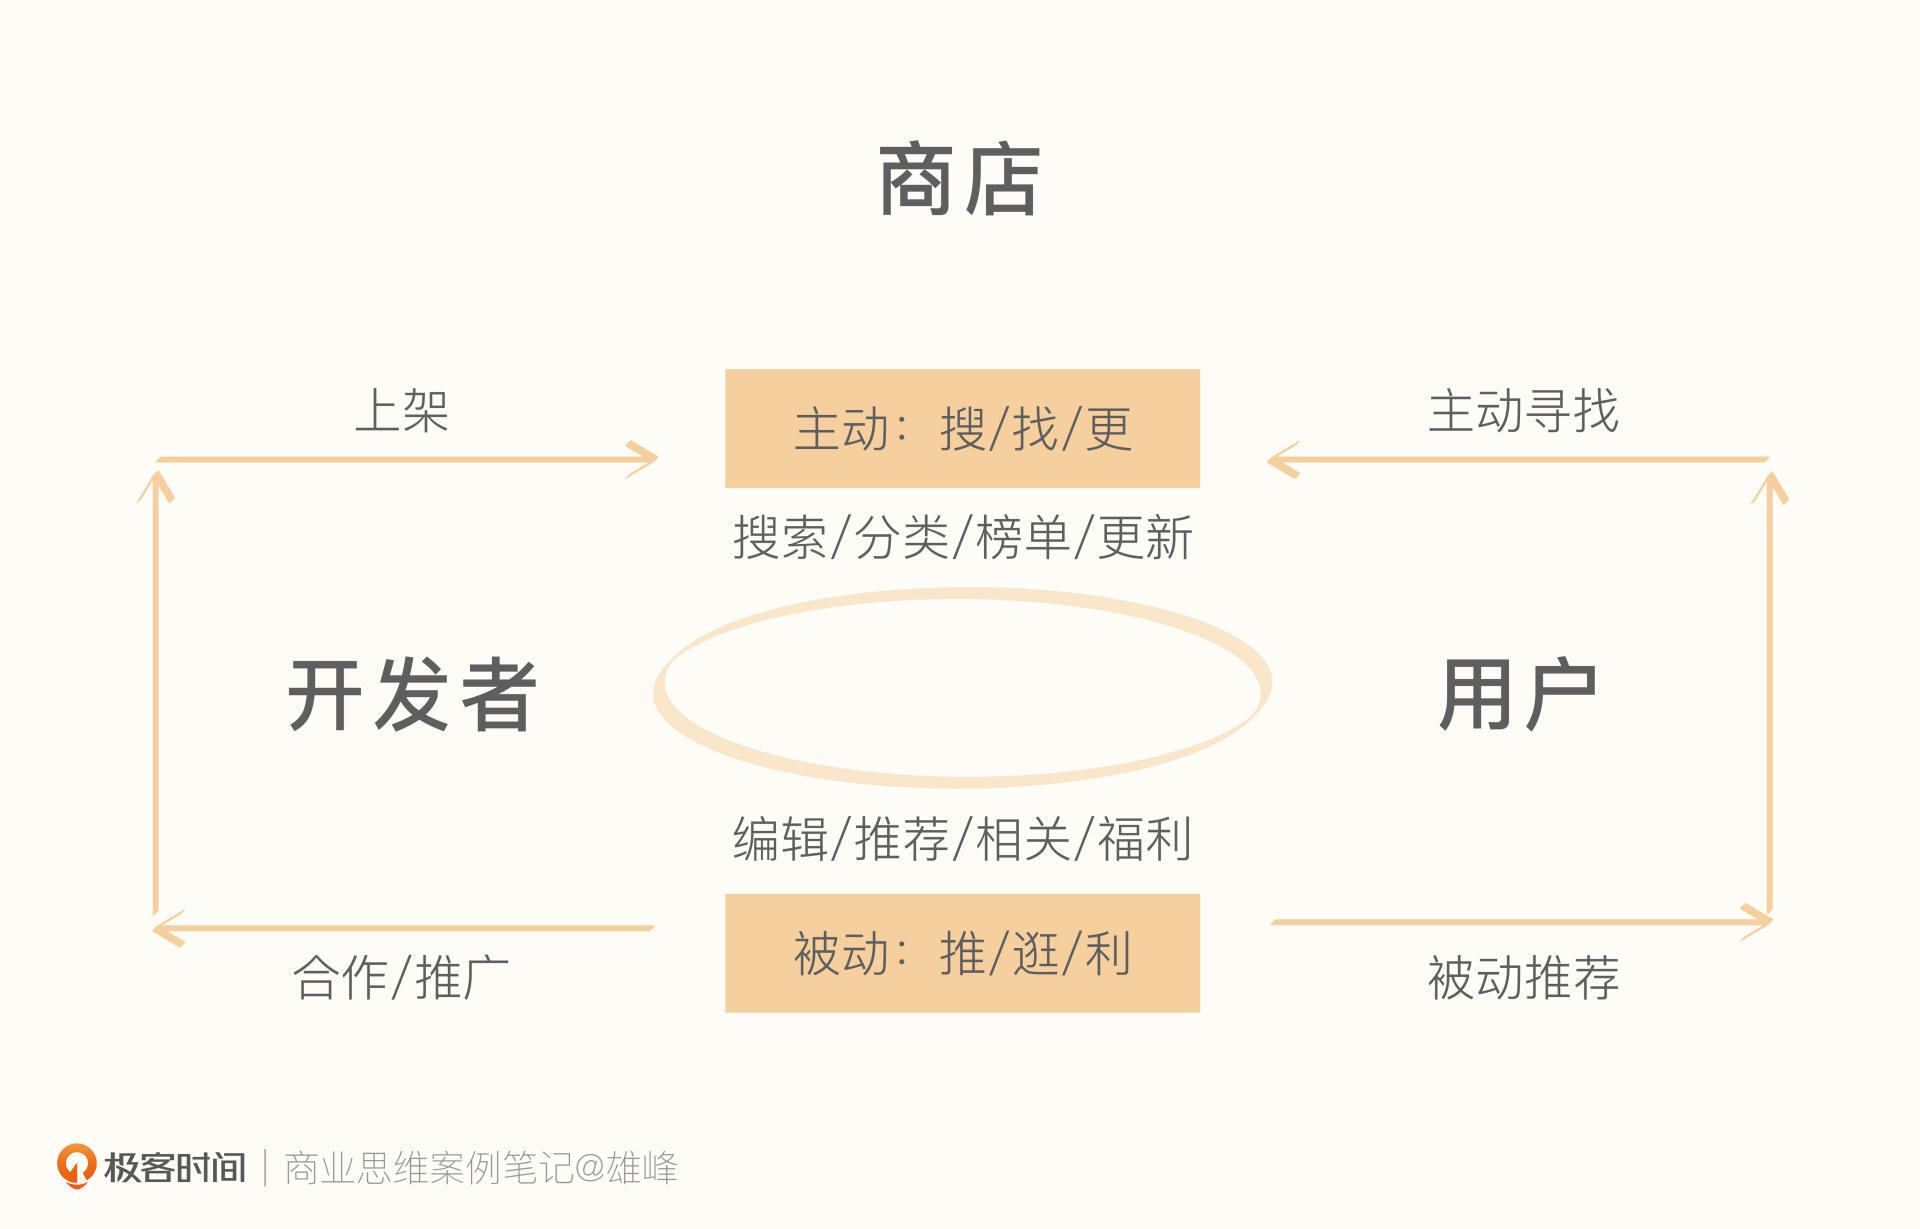 商店
上架
主动：搜/找/更
主动寻找
搜索/分类/榜单/更新
开发者
用户
编辑/推荐/相关/福利
被动：推/逛/利
合作/推广
被动推荐
极客时间
商业思维案例笔记@雄峰